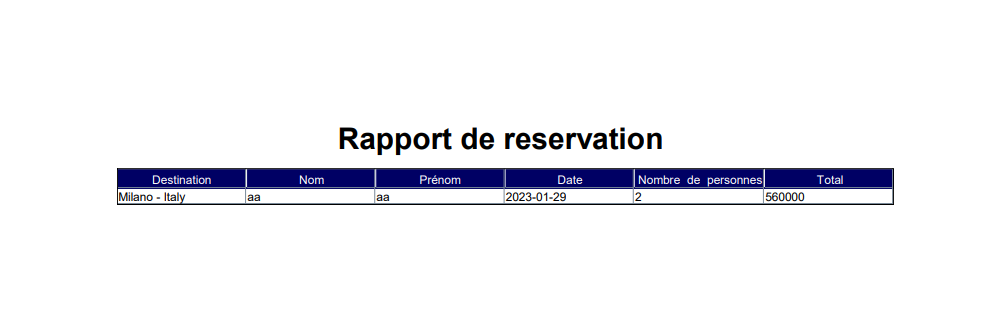 Rapport de reservation
Destination Nom Prénom Date Nombre de personnes Total
Milano - Italy aa aa 2023-01-29 2 560000